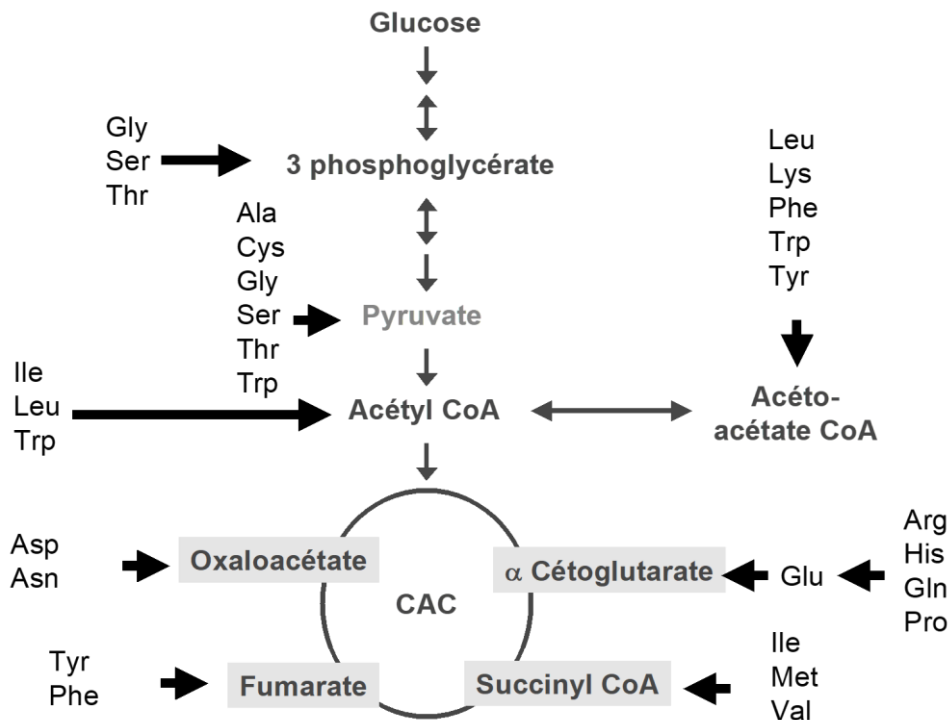 Glucose
Gly
Ser
Thr
3 phosphoglycérate
Leu
Lys
Phe
Trp
Tyr
Ala
Cys
Gly
Ser
Thr
Trp
Pyruvate
Ile
Leu
Trp
Acétyl CoA
Acéto-
acétate CoA
Asp
Asn
Oxaloacétate
α Cétoglutarate
Glu
Arg
His
Gln
Pro
CAC
Tyr
Phe
Fumarate
Succinyl CoA
Ile
Met
Val